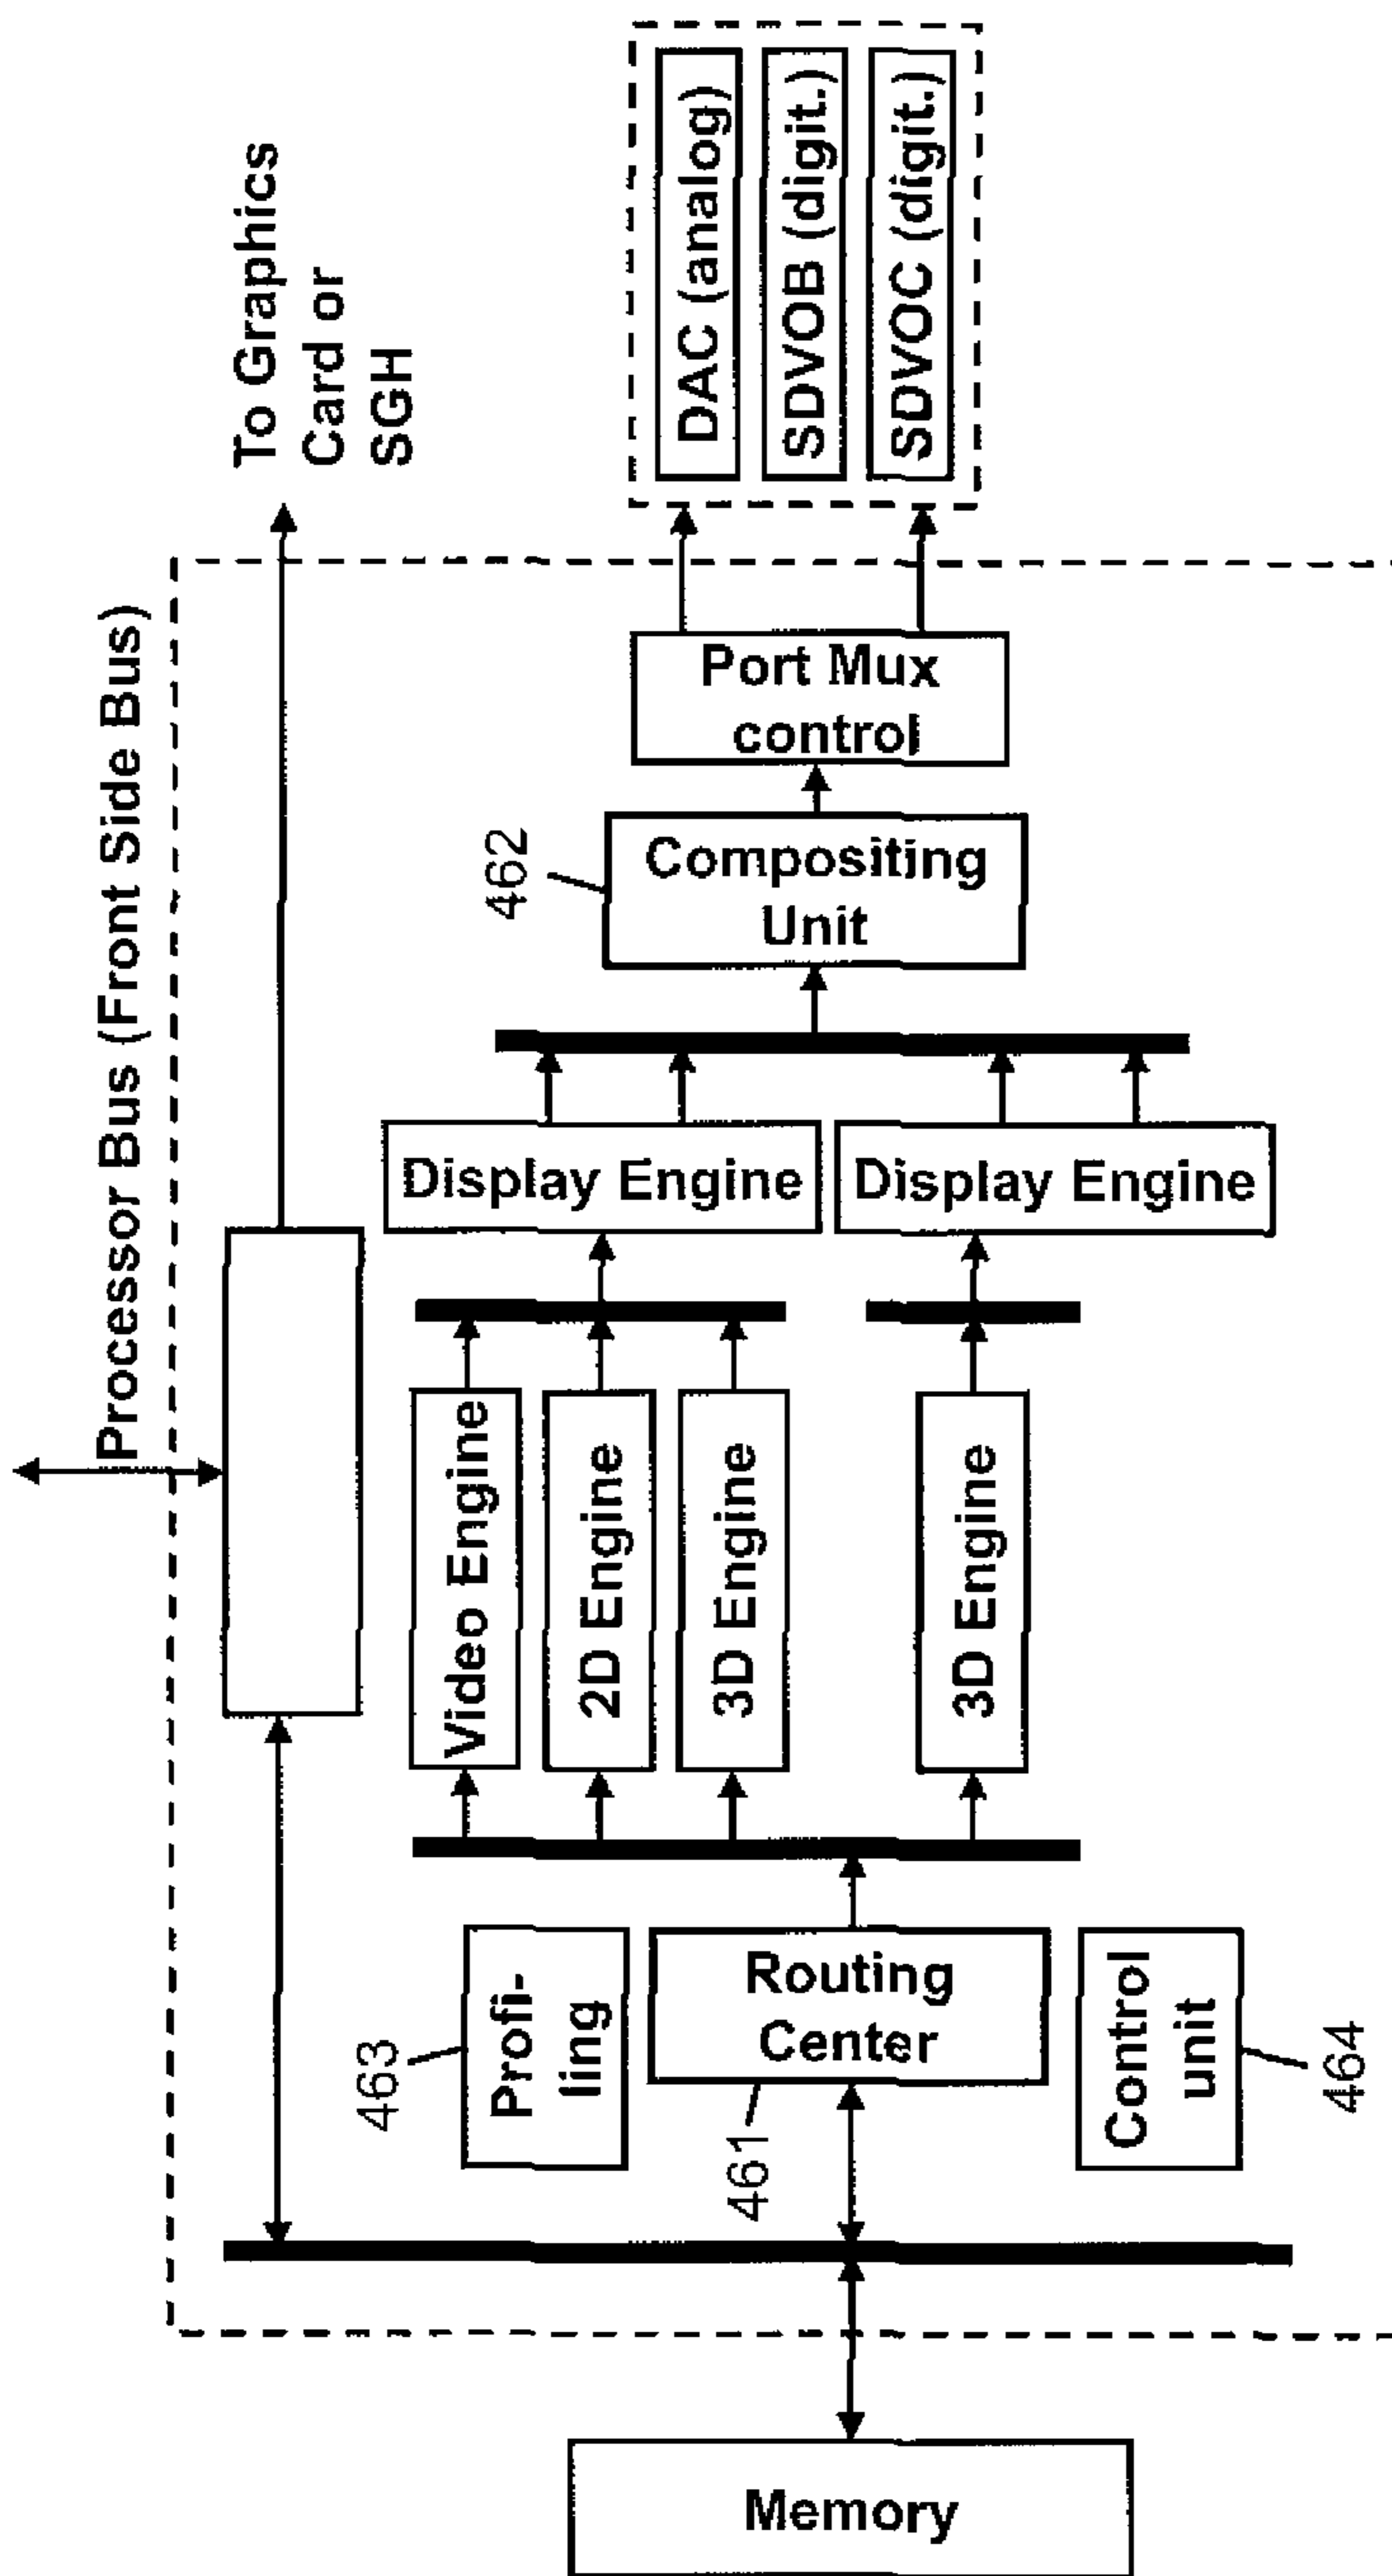 Processor Bus (Front Side Bus)
To Graphics
Card or
SGH
DAC (analog)
SDVOB (digit.)
SDVOC (digit.)
Port Mux
control
462
Compositing
Unit
Display Engine
Display Engine
Video Engine
2D Engine
3D Engine
3D Engine
463
Profi-
ling
Routing
Center
461
Control
unit
464
Memory